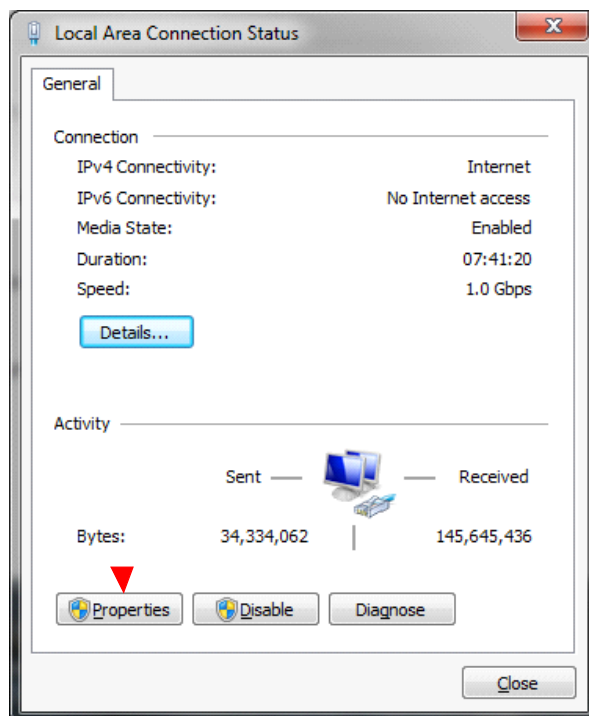 Local Area Connection Status
General
Connection
IPv4 Connectivity: Internet
IPv6 Connectivity: No Internet access
Media State: Enabled
Duration: 07:41:20
Speed: 1.0 Gbps
Details...
Activity
Sent Received
Bytes: 34,334,062 145,645,436
Properties Disable Diagnose
Close